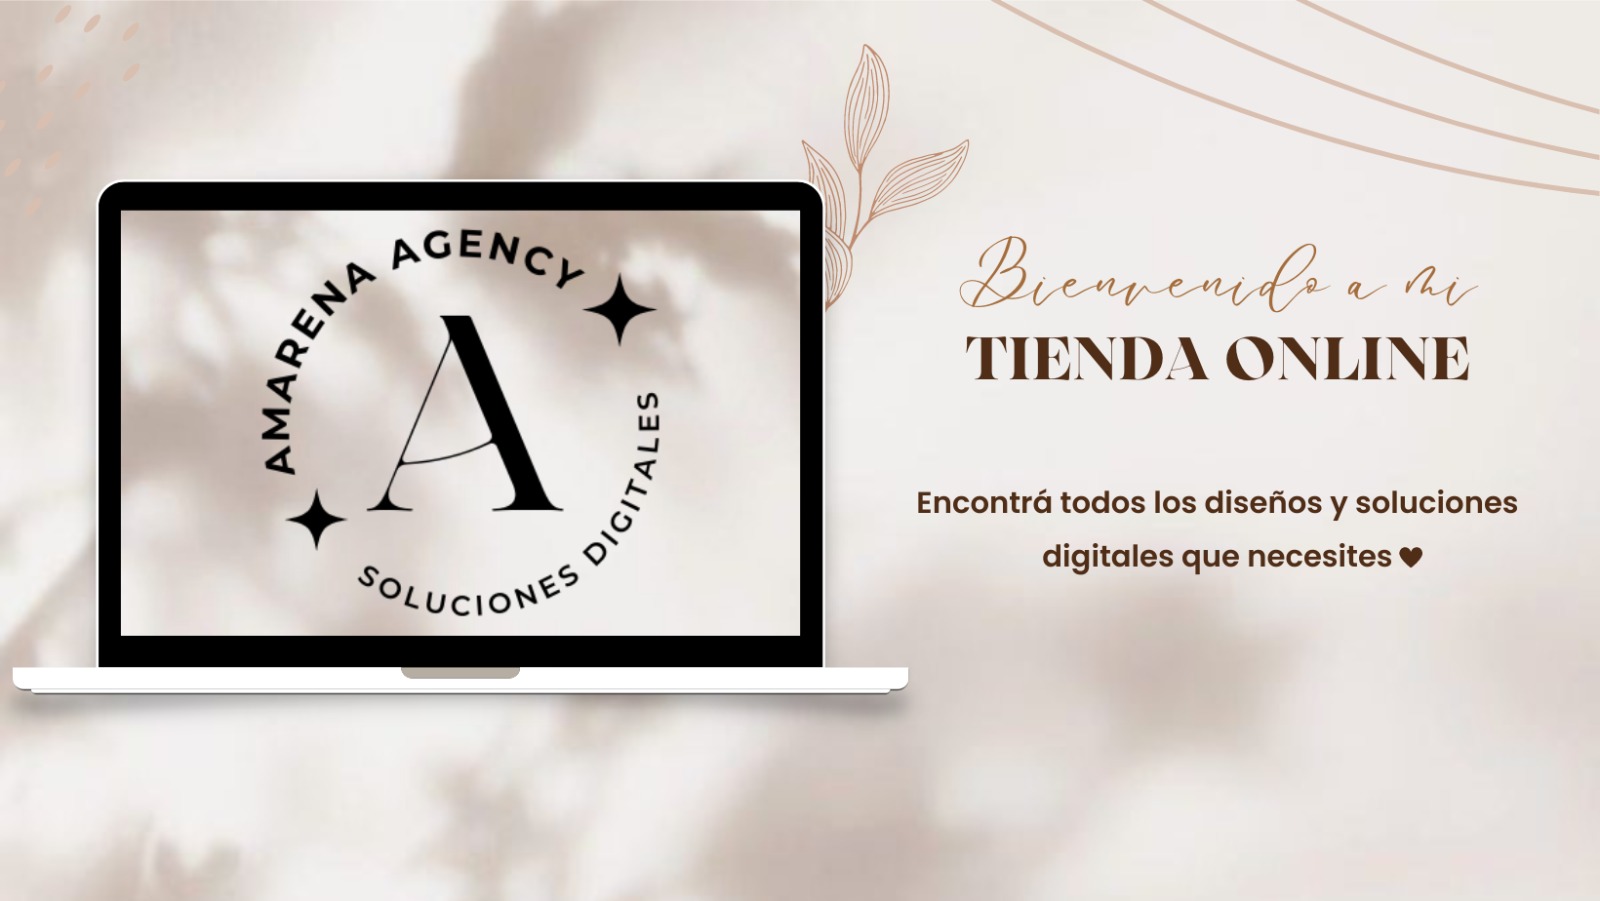 AMARENA AGENCY
A
SOLUCIONES DIGITALES
Bienvenido a mi
TIENDA ONLINE
Encontrá todos los diseños y soluciones
digitales que necesites ♥